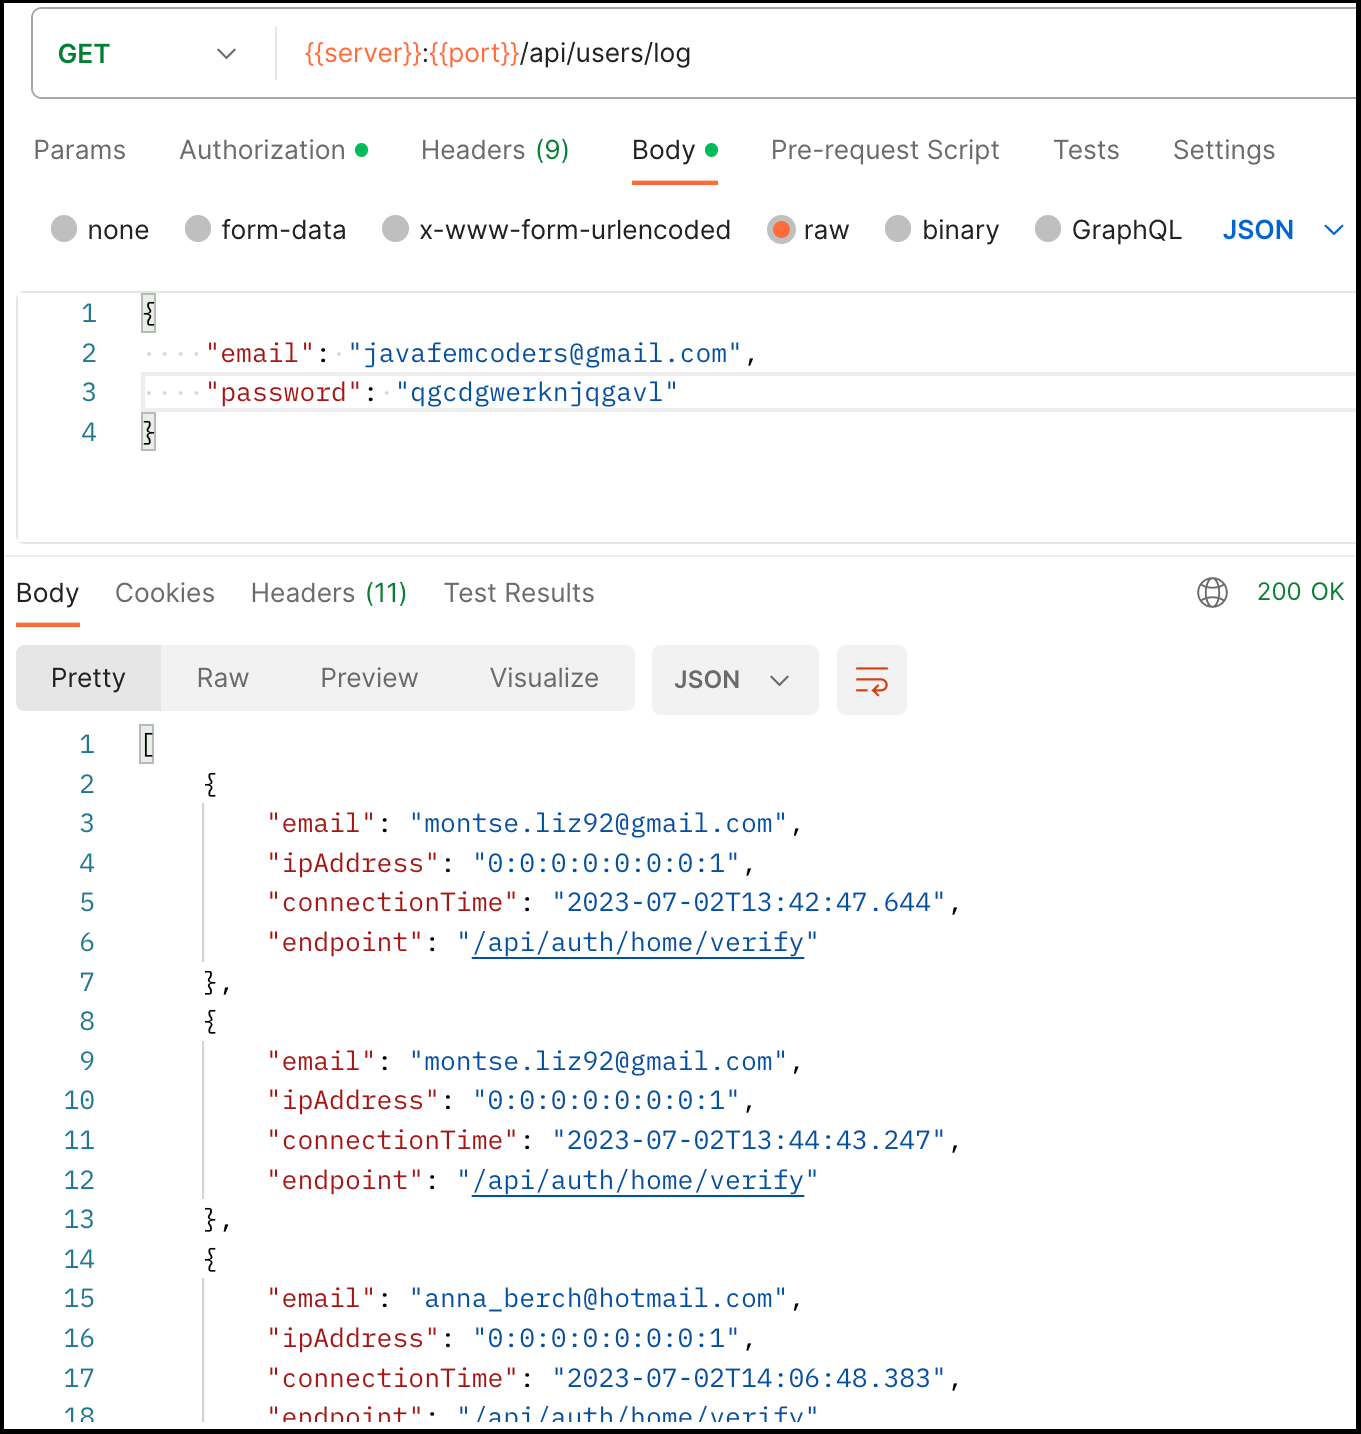 GET {{server}}:{{port}}/api/users/log
Params Authorization Headers (9) Body Pre-request Script Tests Settings
none form-data x-www-form-urlencoded raw binary GraphQL JSON
1 {
2 "email": "javafemcoders@gmail.com",
3 "password": "qgcdgwerknjqgavl"
4 }
Body Cookies Headers (11) Test Results 200 OK
Pretty Raw Preview Visualize JSON
1 [
2 {
3 "email": "montse.liz92@gmail.com",
4 "ipAddress": "0:0:0:0:0:0:0:1",
5 "connectionTime": "2023-07-02T13:42:47.644",
6 "endpoint": "/api/auth/home/verify"
7 },
8 {
9 "email": "montse.liz92@gmail.com",
10 "ipAddress": "0:0:0:0:0:0:0:1",
11 "connectionTime": "2023-07-02T13:44:43.247",
12 "endpoint": "/api/auth/home/verify"
13 },
14 {
15 "email": "anna_berch@hotmail.com",
16 "ipAddress": "0:0:0:0:0:0:0:1",
17 "connectionTime": "2023-07-02T14:06:48.383",
18 "endpoint": "/api/auth/home/verify"